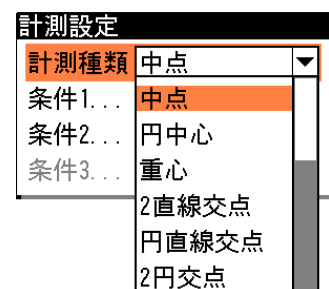 計測設定
計測種類 中点
条件1... 中点
条件2... 円中心
条件3... 重心
2直線交点
円直線交点
2円交点